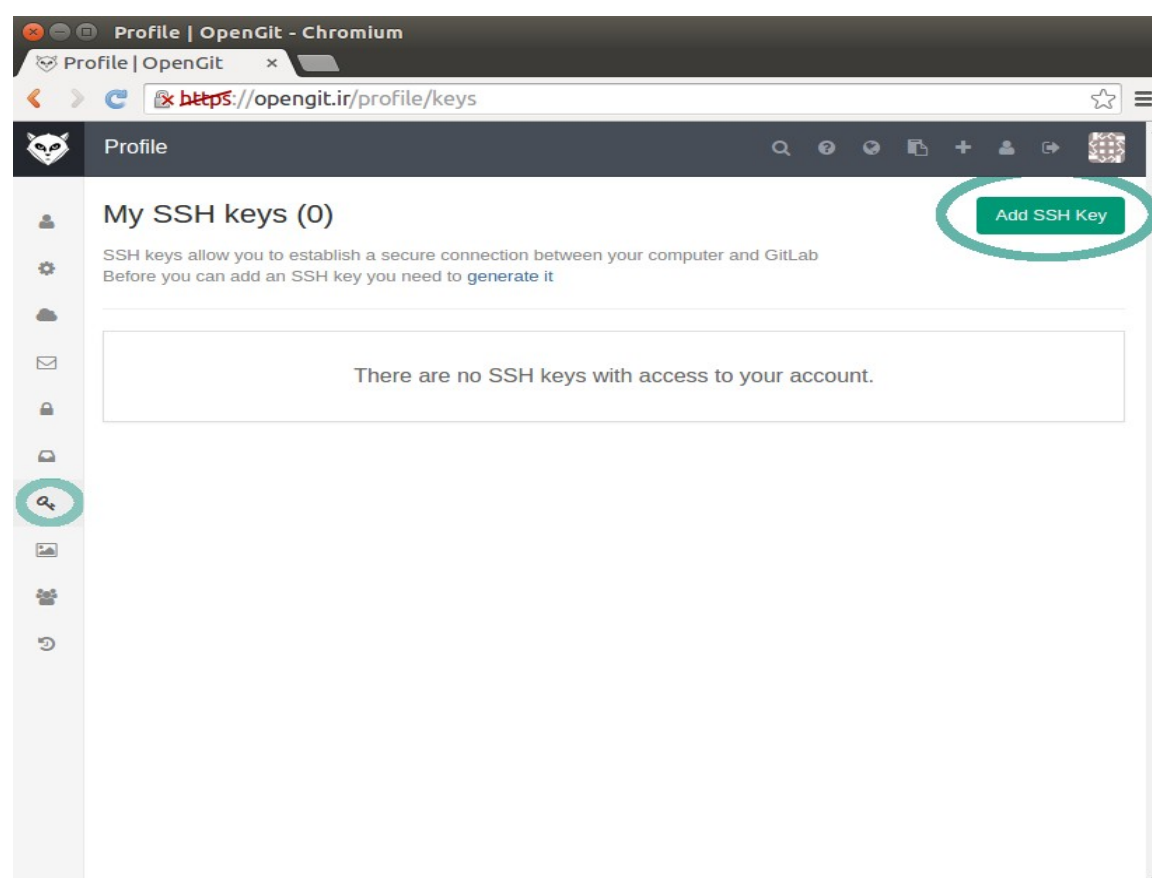 Profile | OpenGit - Chromium
Profile | OpenGit ×
https://opengit.ir/profile/keys
Profile
My SSH keys (0)
Add SSH Key
SSH keys allow you to establish a secure connection between your computer and GitLab
Before you can add an SSH key you need to generate it
There are no SSH keys with access to your account.